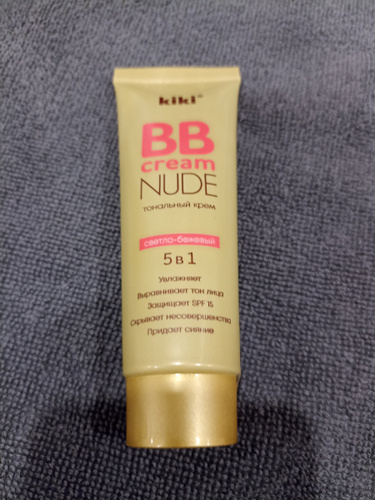 kiki™
BB
cream
NUDE
тональный крем
светло-бежевый
5 в 1
Увлажняет
Выравнивает тон лица
Защищает SPF 15
Скрывает несовершенства
Придает сияние